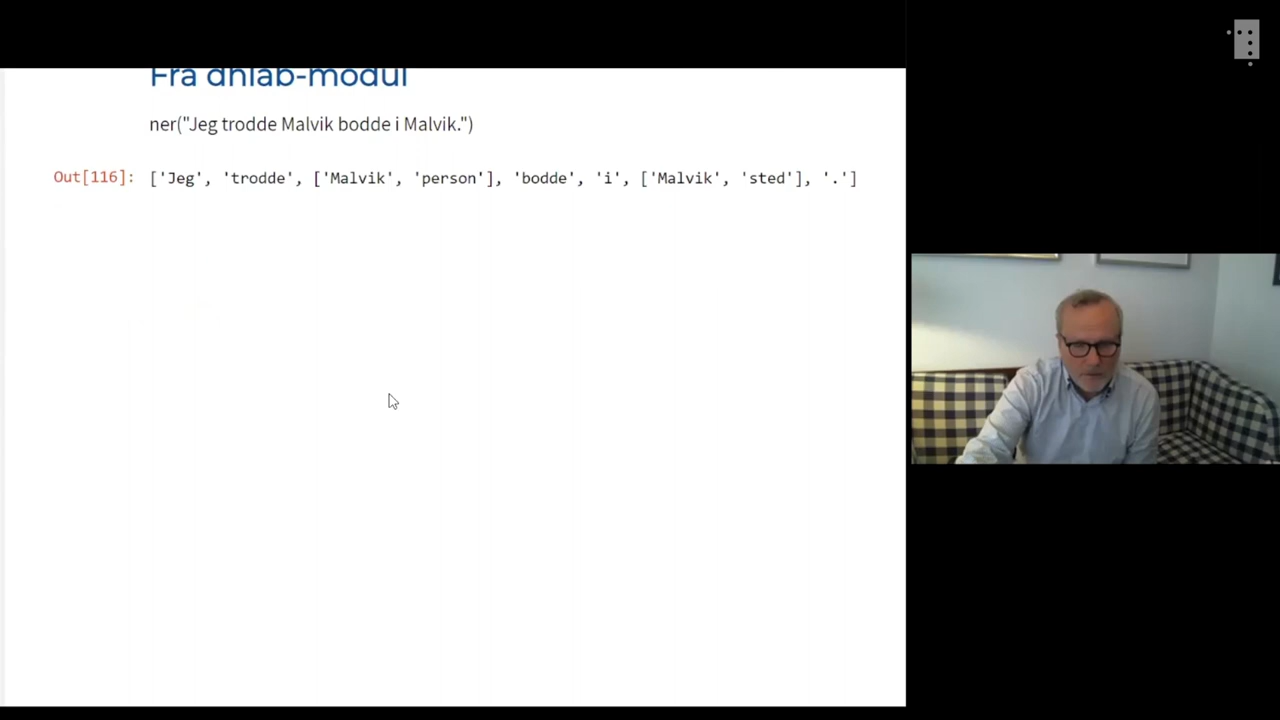 Fra dhlab-modul
ner("Jeg trodde Malvik bodde i Malvik.")
Out[116]: ['Jeg', 'trodde', ['Malvik', 'person'], 'bodde', 'i', ['Malvik', 'sted'], '.']